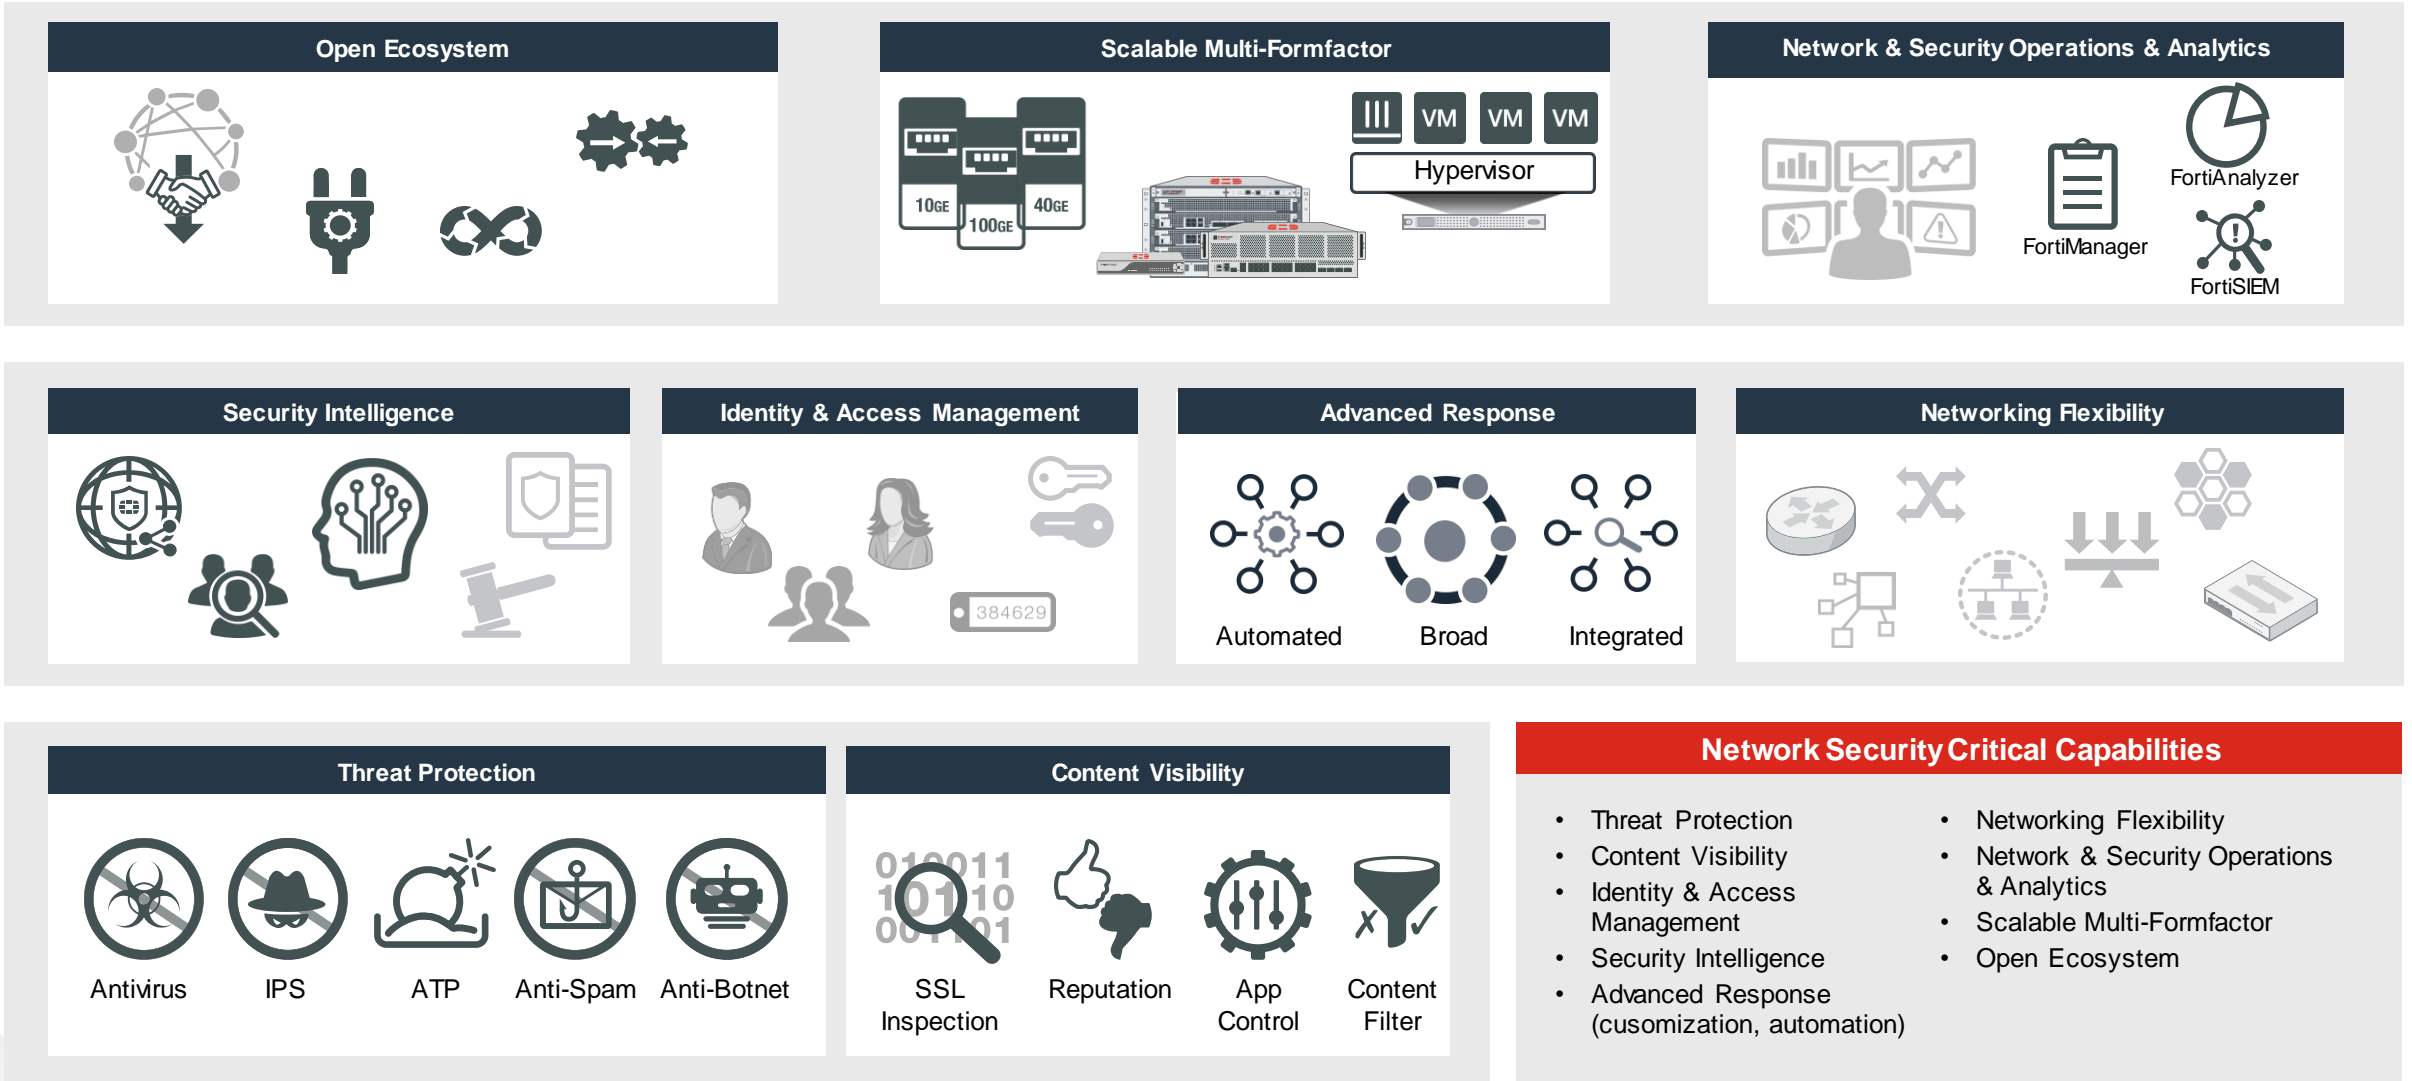 Open Ecosystem
Scalable Multi-Formfactor
10GE
100GE
40GE
VM VM VM
Hypervisor
Network & Security Operations & Analytics
FortiManager
FortiAnalyzer
FortiSIEM
Security Intelligence
Identity & Access Management
384629
Advanced Response
Automated
Broad
Integrated
Networking Flexibility
Threat Protection
Antivirus
IPS
ATP
Anti-Spam
Anti-Botnet
Content Visibility
010011
10110
001101
SSL
Inspection
Reputation
App
Control
Content
Filter
Network Security Critical Capabilities
• Threat Protection
• Content Visibility
• Identity & Access
Management
• Security Intelligence
• Advanced Response
(cusomization, automation)
• Networking Flexibility
• Network & Security Operations
& Analytics
• Scalable Multi-Formfactor
• Open Ecosystem